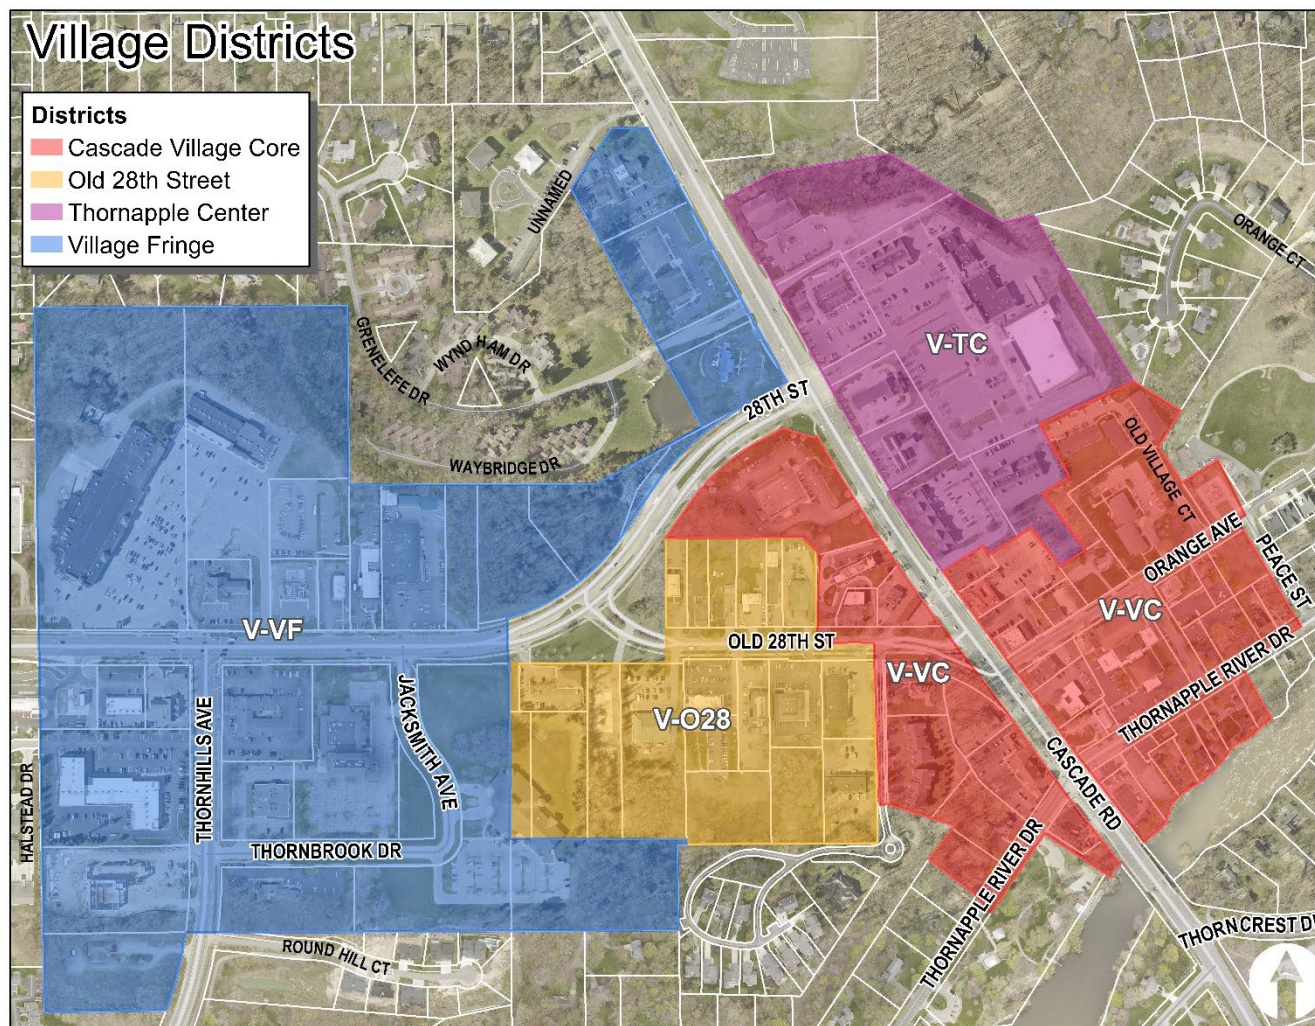 Village Districts
Districts
Cascade Village Core
Old 28th Street
Thornapple Center
Village Fringe
UNNAMED
ORANGE CT
GRENELEFE DR
WYNDHAM DR
V-TC
28TH ST
WAYBRIDGE DR
OLD VILLAGE CT
ORANGE AVE
PEACE ST
V-VF
V-VC
OLD 28TH ST
V-VC
THORNAPPLE RIVER DR
V-O28
JACKSMITH AVE
THORNHILLS AVE
CASCADE RD
HALSTEAD DR
THORNBROOK DR
THORNAPPLE RIVER DR
THORNCREST D
ROUND HILL CT